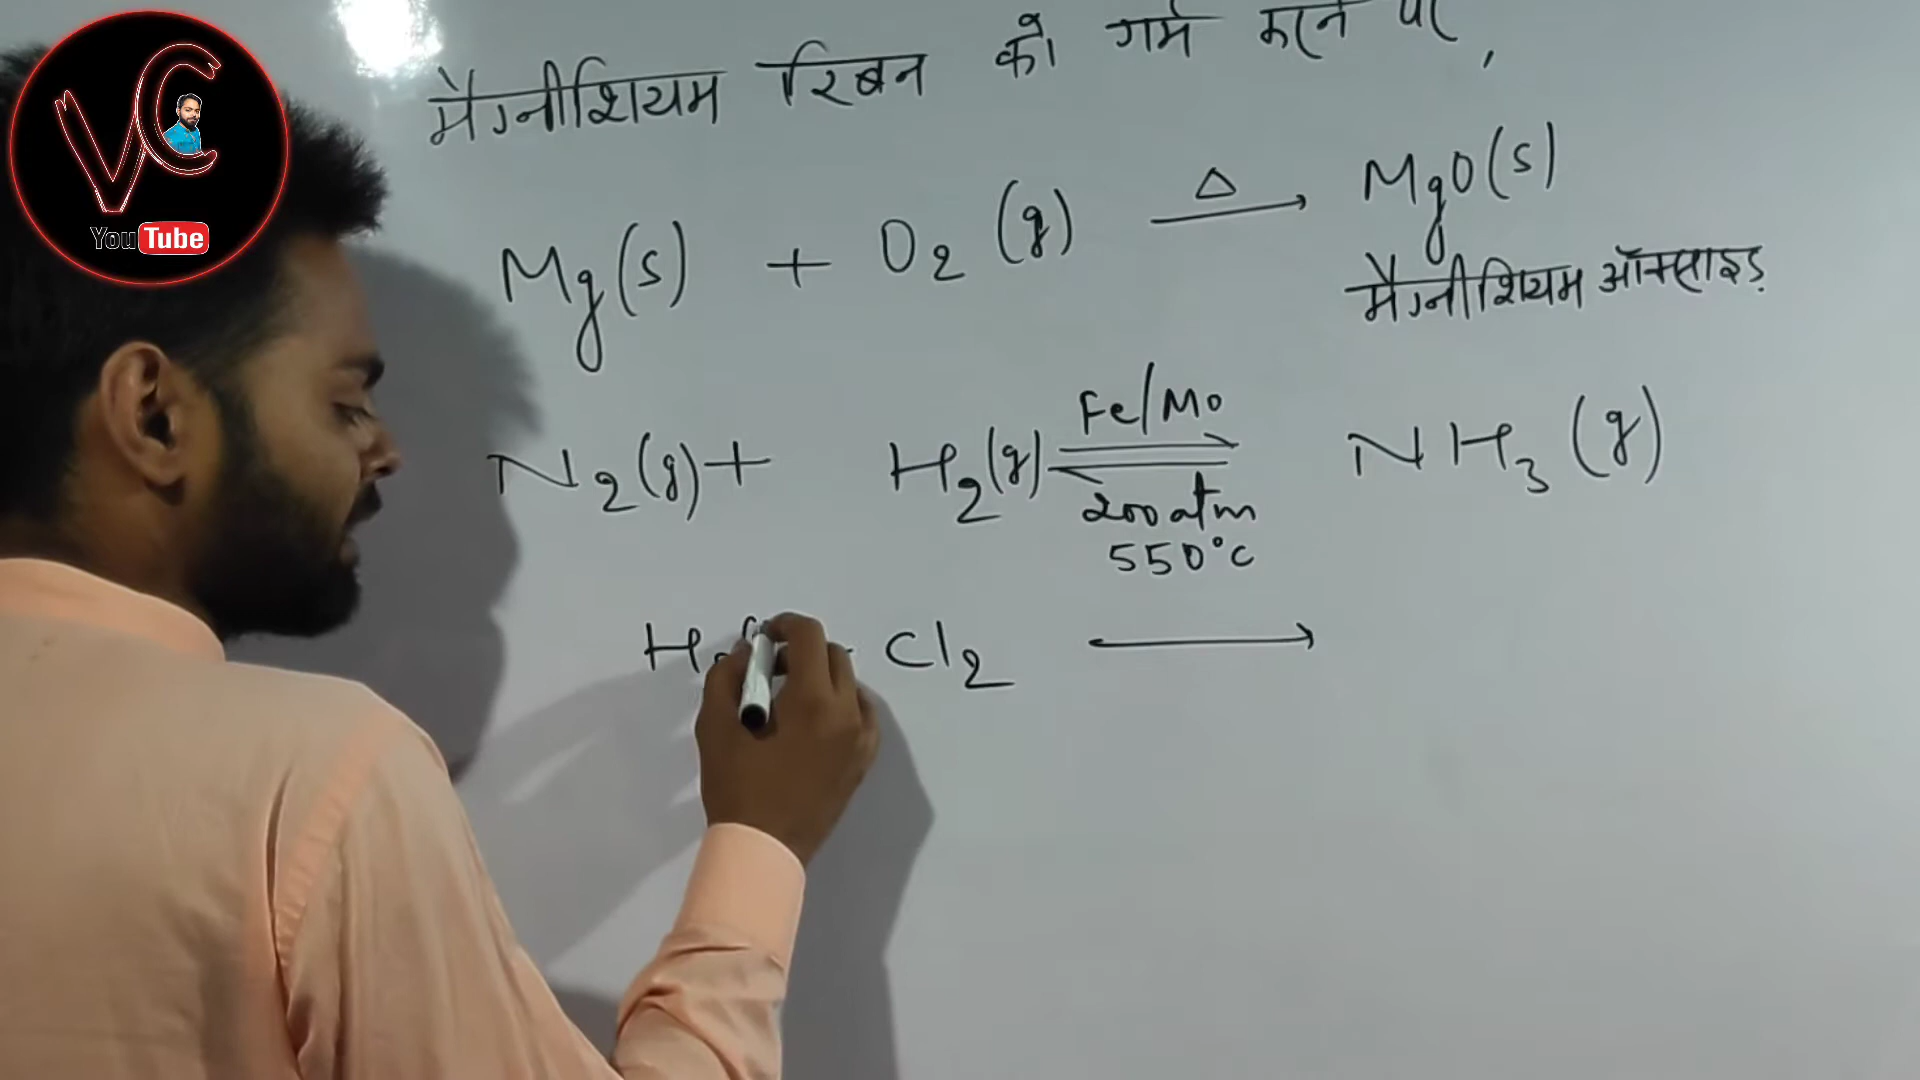 VC
YouTube
मैग्नीशियम रिबन को गर्म करने पर,
Mg(s) + O2 (g) △→ MgO(s)
मैग्नीशियम ऑक्साइड
Fe/Mo
N2(g) + H2(g) ⇌ NH3 (g)
200 atm
550°C
H Cl2 →